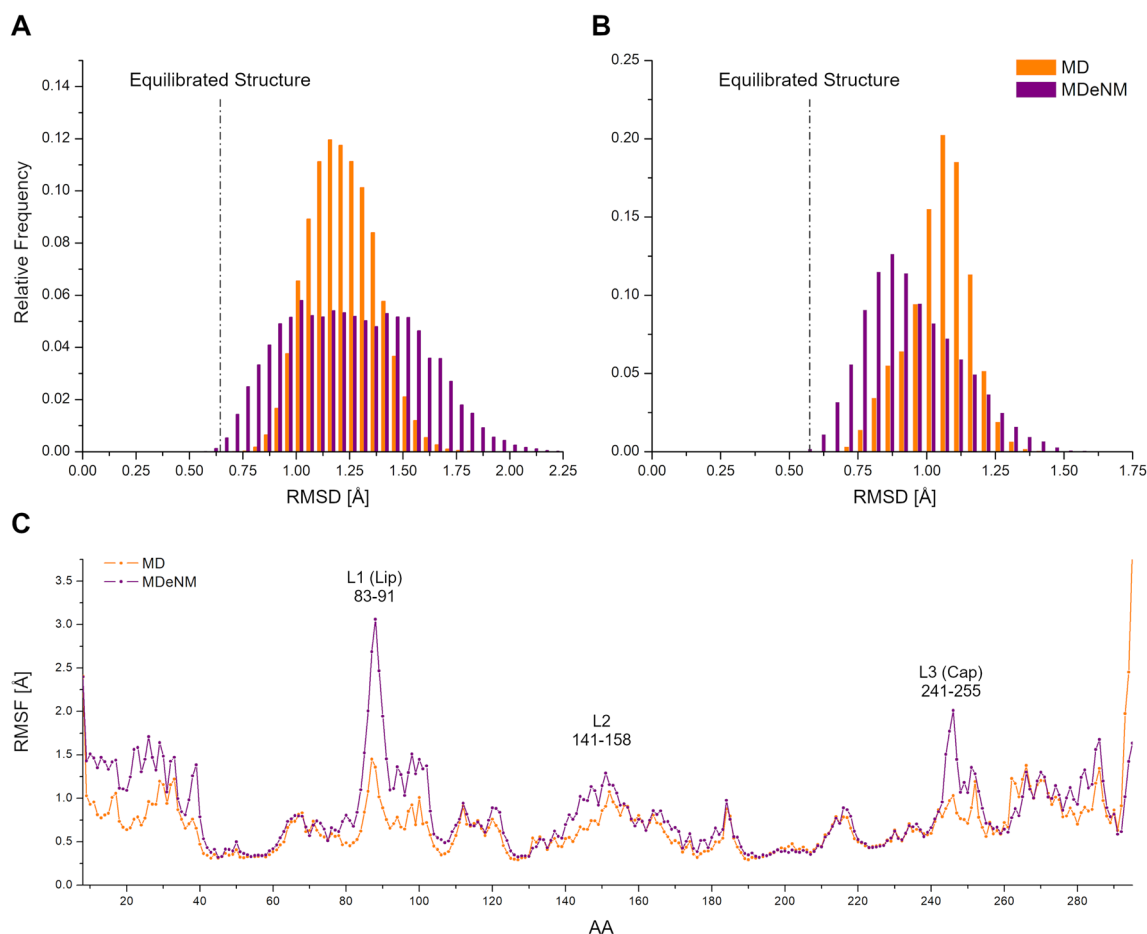 A
B
Equilibrated Structure
Equilibrated Structure
MD
MDeNM
0.14
0.12
0.10
0.08
0.06
0.04
0.02
0.00
Relative Frequency
0.00 0.25 0.50 0.75 1.00 1.25 1.50 1.75 2.00 2.25
RMSD [Å]
0.25
0.20
0.15
0.10
0.05
0.00
0.00 0.25 0.50 0.75 1.00 1.25 1.50 1.75
RMSD [Å]
C
MD
MDeNM
L1 (Lip)
83-91
L2
141-158
L3 (Cap)
241-255
3.5
3.0
2.5
2.0
1.5
1.0
0.5
0.0
RMSF [Å]
20 40 60 80 100 120 140 160 180 200 220 240 260 280
AA